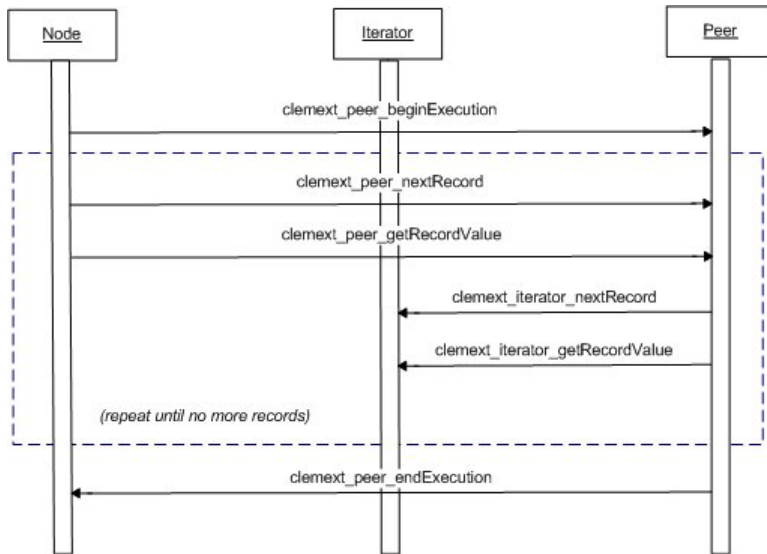 Node
Iterator
Peer
clemext_peer_beginExecution
clemext_peer_nextRecord
clemext_peer_getRecordValue
clemext_iterator_nextRecord
clemext_iterator_getRecordValue
(repeat until no more records)
clemext_peer_endExecution